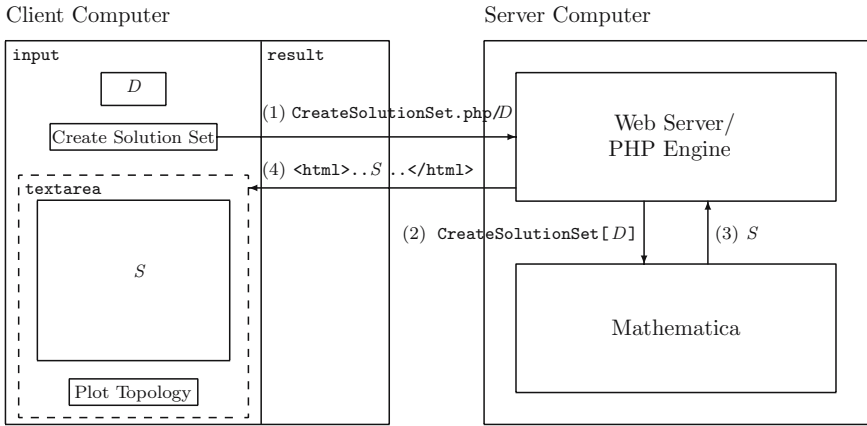 Client Computer
Server Computer
input
result
D
(1) CreateSolutionSet.php/D
Create Solution Set
Web Server/
PHP Engine
(4) <html>..S ..</html>
textarea
(2) CreateSolutionSet[D]
(3) S
S
Mathematica
Plot Topology